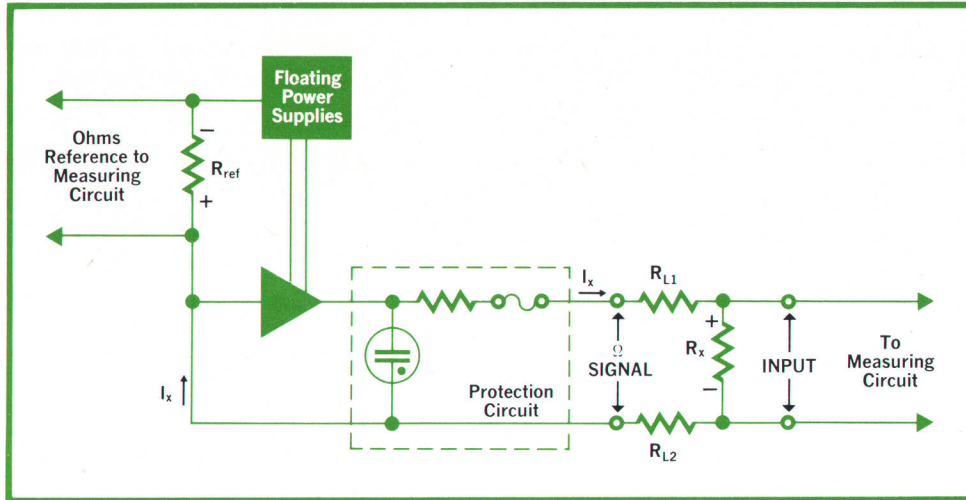 Floating
Power
Supplies
Ohms
Reference to
Measuring
Circuit
−
R_ref
+
I_x
R_L1
Ω
SIGNAL
+
R_x
−
INPUT
To
Measuring
Circuit
Protection
Circuit
I_x
R_L2